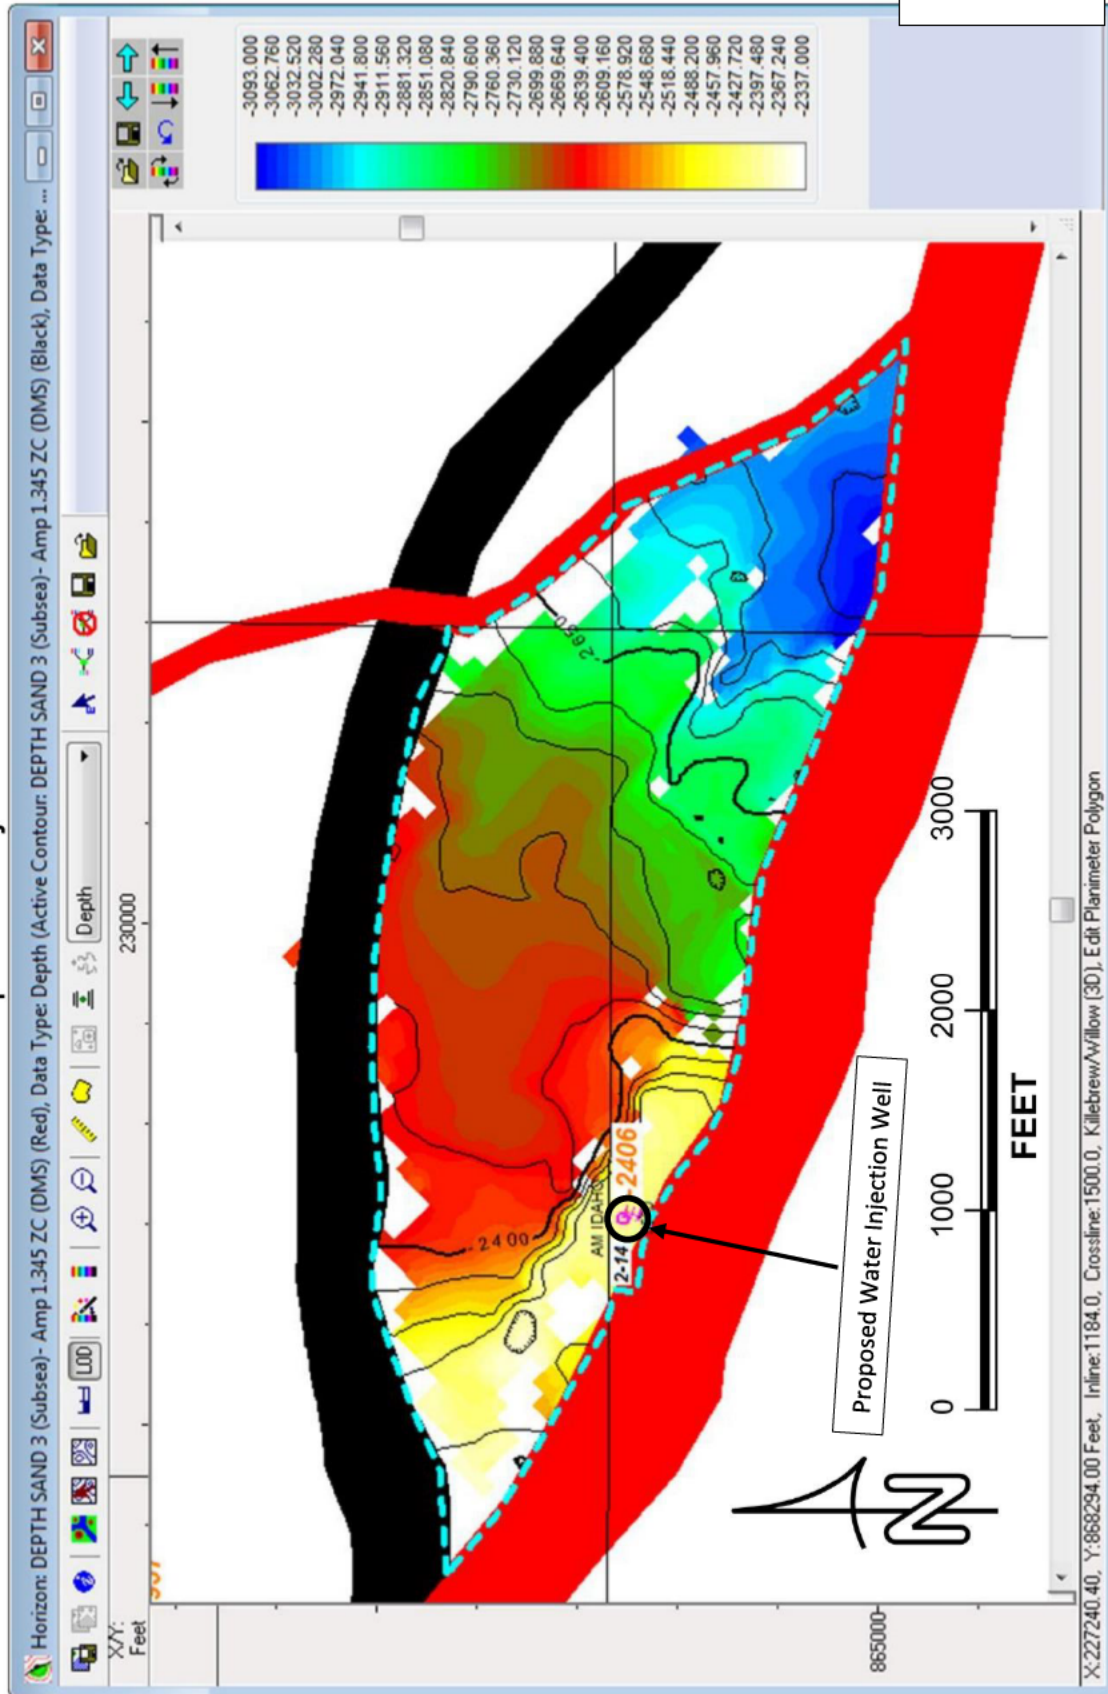 Horizon: DEPTH SAND 3 (Subsea)- Amp 1.345 ZC (DMS) (Red), Data Type: Depth (Active Contour: DEPTH SAND 3 (Subsea)- Amp 1.345 ZC (DMS) (Black), Data Type: ...
LOD
Depth
X/Y:
Feet
230000
-3093.000
-3062.760
-3032.520
-3002.280
-2972.040
-2941.800
-2911.560
-2881.320
-2851.080
-2820.840
-2790.600
-2760.360
-2730.120
-2699.880
-2669.640
-2639.400
-2609.160
-2578.920
-2548.680
-2518.440
-2488.200
-2457.960
-2427.720
-2397.480
-2367.240
-2337.000
-2400
-2650
AM IDAHO
2-14
-2406
865000
Proposed Water Injection Well
N
0 1000 2000 3000
FEET
X:227240.40, Y:868294.00 Feet, Inline:1184.0, Crossline:1500.0, Killebrew/Willow (3D), Edit Planimeter Polygon